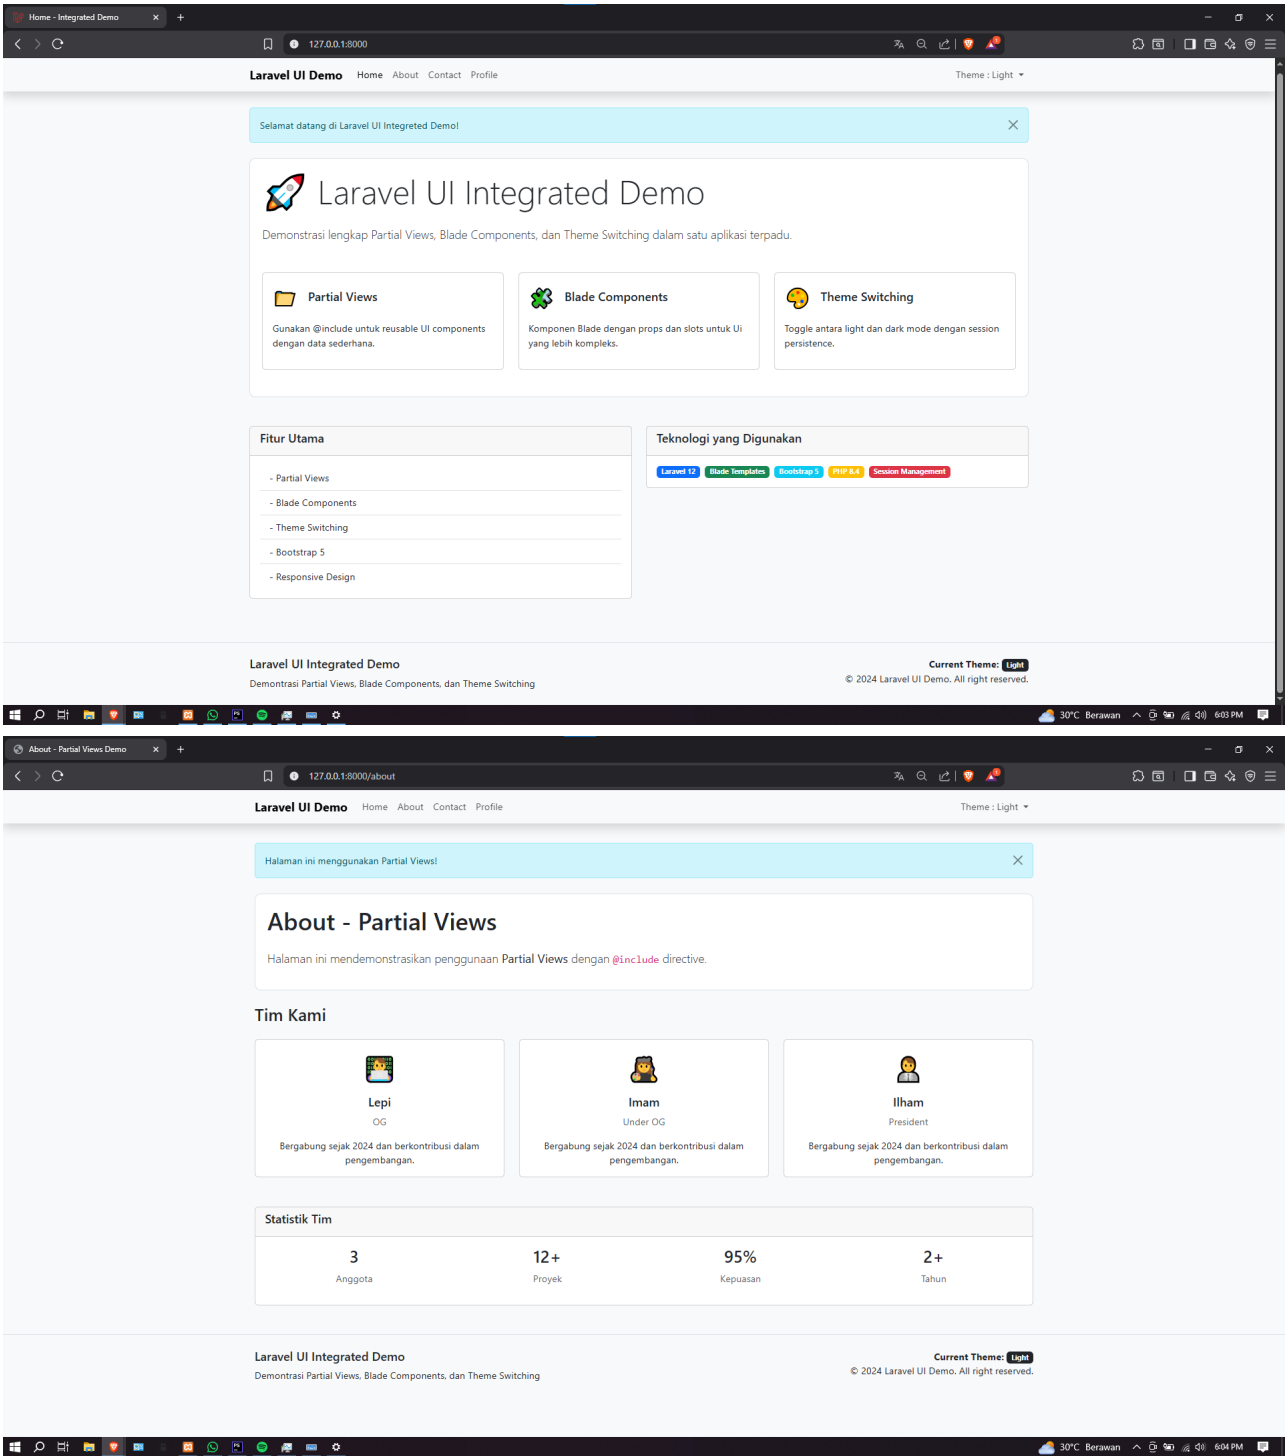 Home - Integrated Demo
127.0.0.1:8000
Laravel UI Demo Home About Contact Profile Theme : Light
Selamat datang di Laravel UI Integreted Demo!
Laravel UI Integrated Demo
Demonstrasi lengkap Partial Views, Blade Components, dan Theme Switching dalam satu aplikasi terpadu.
Partial Views
Gunakan @include untuk reusable UI components
dengan data sederhana.
Blade Components
Komponen Blade dengan props dan slots untuk Ui
yang lebih kompleks.
Theme Switching
Toggle antara light dan dark mode dengan session
persistence.
Fitur Utama
- Partial Views
- Blade Components
- Theme Switching
- Bootstrap 5
- Responsive Design
Teknologi yang Digunakan
Laravel 12 Blade Templates Bootstrap 5 PHP 8.4 Session Management
Laravel UI Integrated Demo
Demontrasi Partial Views, Blade Components, dan Theme Switching
Current Theme: Light
© 2024 Laravel UI Demo. All right reserved.
30°C Berawan 6:03 PM
About - Partial Views Demo
127.0.0.1:8000/about
Laravel UI Demo Home About Contact Profile Theme : Light
Halaman ini menggunakan Partial Views!
About - Partial Views
Halaman ini mendemonstrasikan penggunaan Partial Views dengan @include directive.
Tim Kami
Lepi
OG
Bergabung sejak 2024 dan berkontribusi dalam
pengembangan.
Imam
Under OG
Bergabung sejak 2024 dan berkontribusi dalam
pengembangan.
Ilham
President
Bergabung sejak 2024 dan berkontribusi dalam
pengembangan.
Statistik Tim
3 12+ 95% 2+
Anggota Proyek Kepuasan Tahun
Laravel UI Integrated Demo
Demontrasi Partial Views, Blade Components, dan Theme Switching
Current Theme: Light
© 2024 Laravel UI Demo. All right reserved.
30°C Berawan 6:04 PM